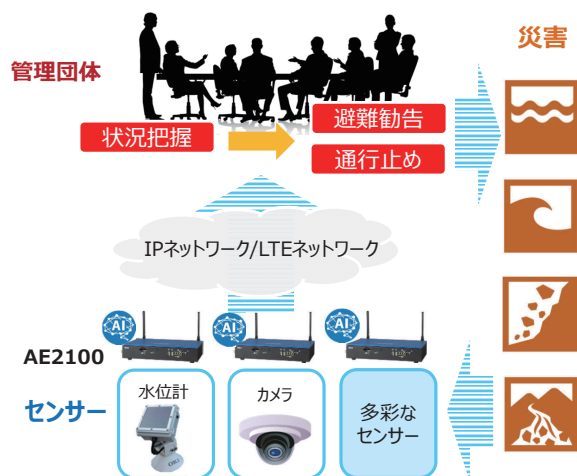 災害
管理団体
状況把握
避難勧告
通行止め
IPネットワーク/LTEネットワーク
AI
AI
AI
AE2100
センサー
水位計
カメラ
多彩な
センサー
OKI